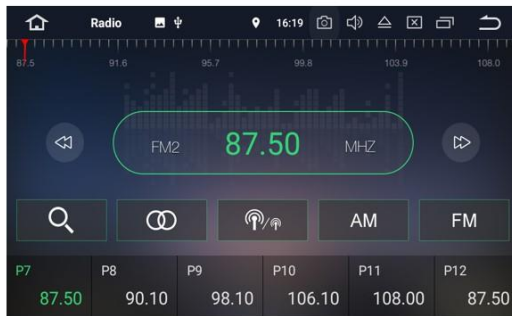 Radio 16:19
87.5 91.6 95.7 99.8 103.9 108.0
FM2 87.50 MHZ
AM FM
P7 P8 P9 P10 P11 P12
87.50 90.10 98.10 106.10 108.00 87.50